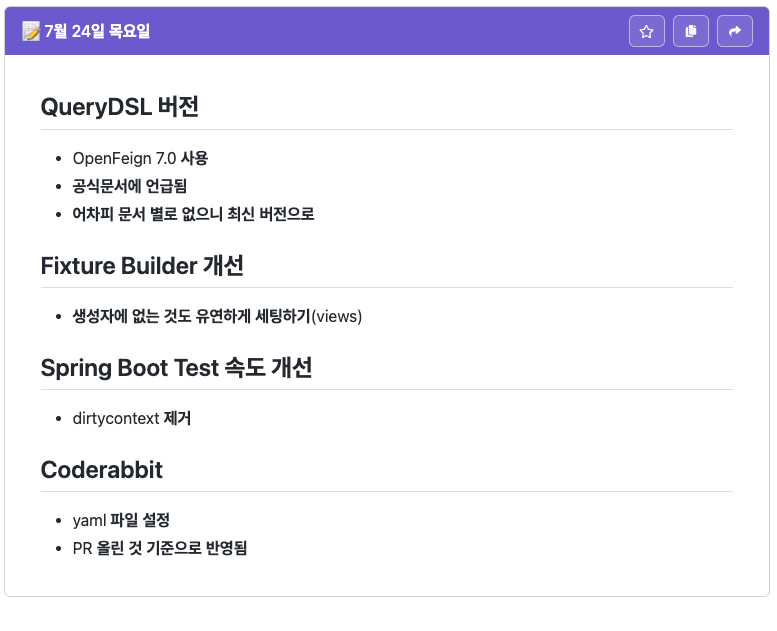 📝 7월 24일 목요일
QueryDSL 버전
• OpenFeign 7.0 사용
• 공식문서에 언급됨
• 어차피 문서 별로 없으니 최신 버전으로
Fixture Builder 개선
• 생성자에 없는 것도 유연하게 세팅하기(views)
Spring Boot Test 속도 개선
• dirtycontext 제거
Coderabbit
• yaml 파일 설정
• PR 올린 것 기준으로 반영됨